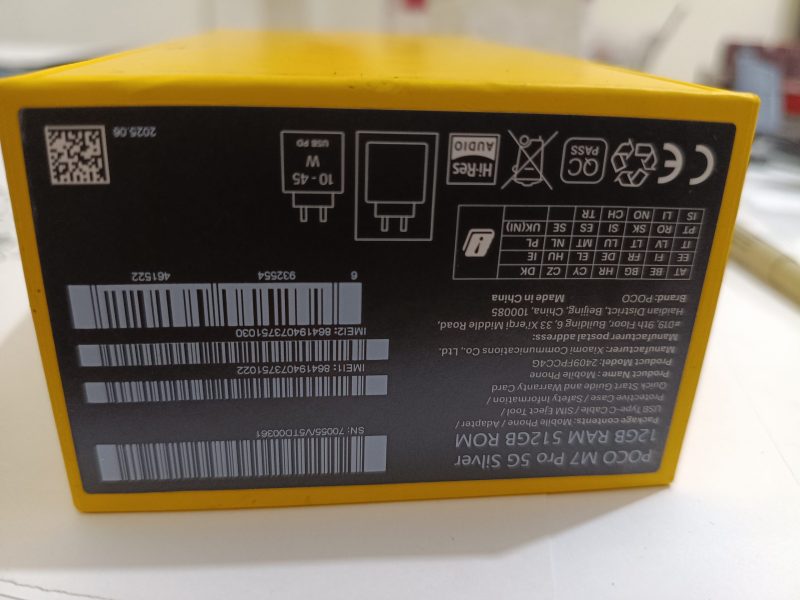 POCO M7 Pro 5G Silver
12GB RAM 512GB ROM
Package contents: Mobile Phone / Adapter /
USB Type-C Cable / SIM Eject Tool /
Protective Case / Safety Information /
Quick Start Guide and Warranty Card
Product Name: Mobile Phone
Product Model: 2409FPCC4G
Manufacturer: Xiaomi Communications Co., Ltd.
Manufacturer postal address:
#019, 9th Floor, Building 6, 33 Xi'erqi Middle Road,
Haidian District, Beijing, China, 100085
Brand: POCO Made in China
SN: 70055/V5TD00361
IMEI1: 864194073751022
IMEI2: 864194073751030
6 932554 461522
AT BE BG HR CY CZ DK
EE FI FR DE EL HU IE
IT LV LT LU MT NL PL
PT RO SK SI ES SE UK(NI)
IS LI NO CH TR
CE
QC
PASS
Hi-Res
AUDIO
10 - 45
W
USB PD
2025.06